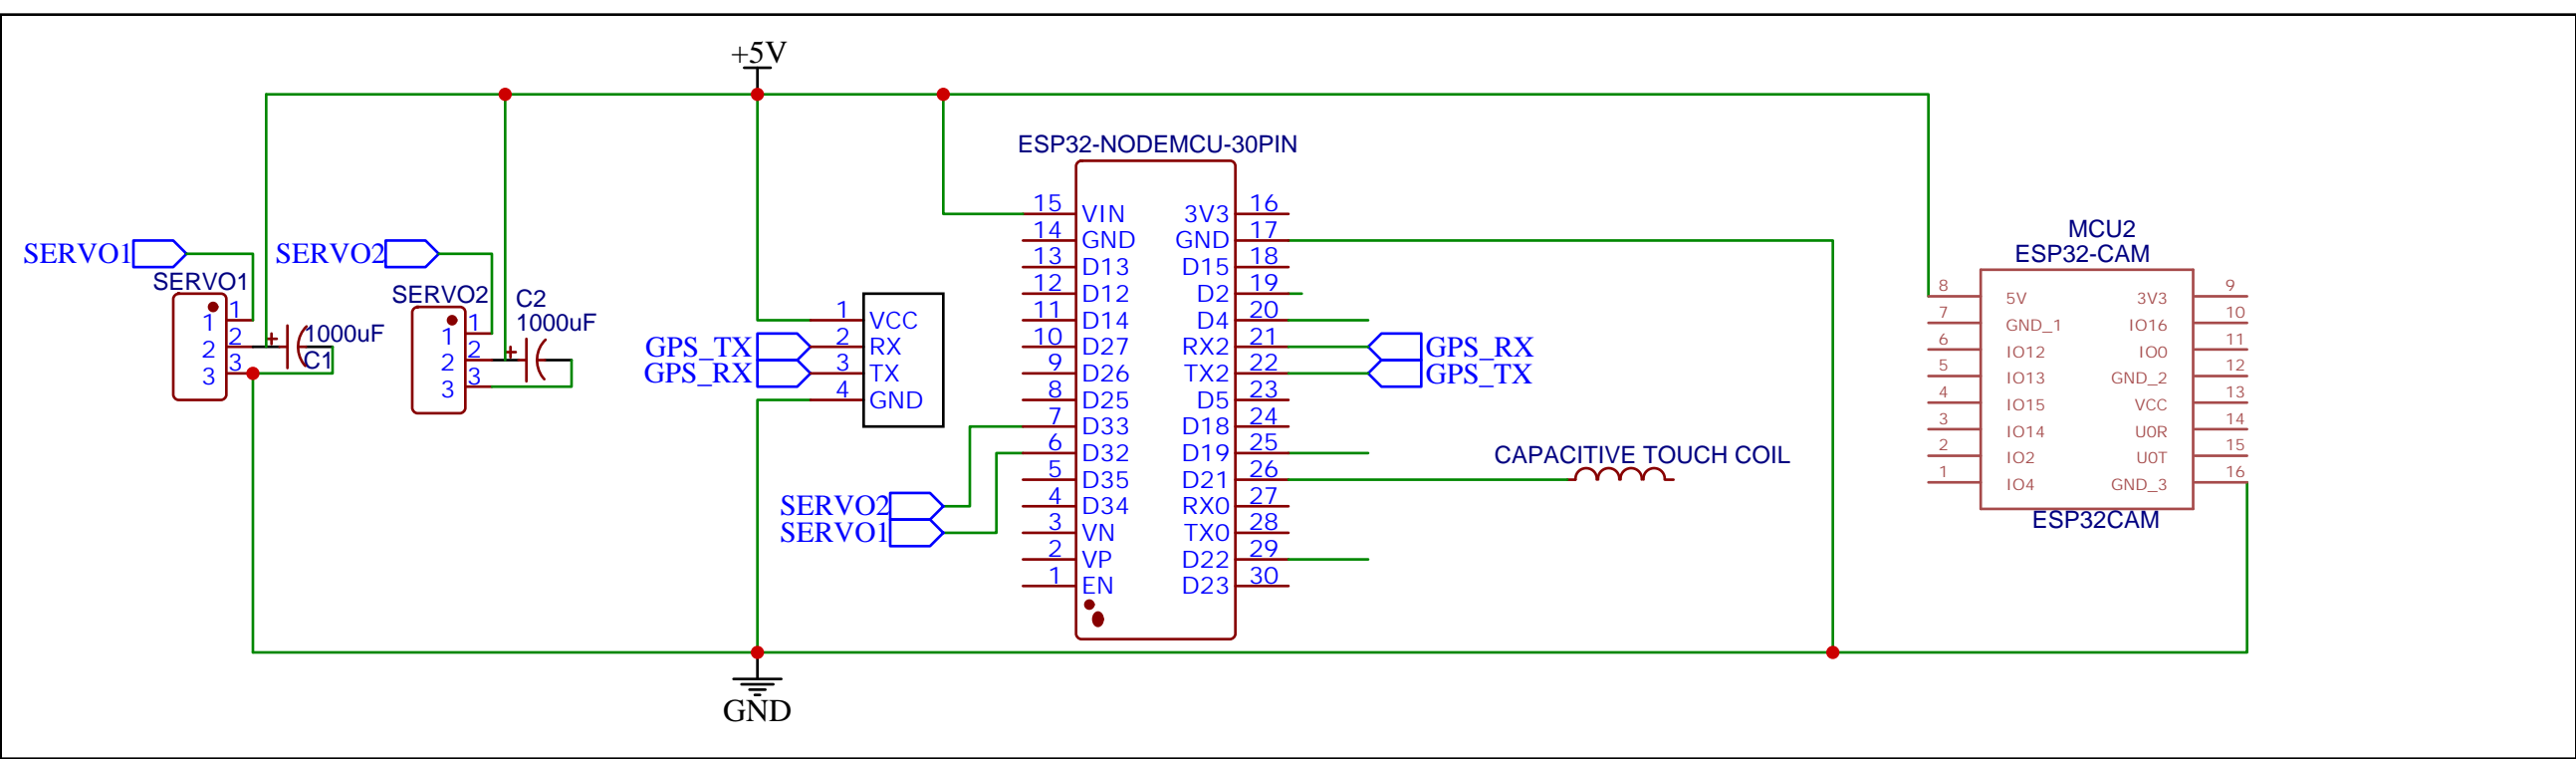 +5V
SERVO1
SERVO1
1
2
3
1
2
3
1000uF
C1
SERVO2
SERVO2
1
2
3
1
2
3
C2
1000uF
GPS_TX
GPS_RX
1 VCC
2 RX
3 TX
4 GND
SERVO2
SERVO1
ESP32-NODEMCU-30PIN
15 VIN 3V3 16
14 GND GND 17
13 D13 D15 18
12 D12 D2 19
11 D14 D4 20
10 D27 RX2 21
9 D26 TX2 22
8 D25 D5 23
7 D33 D18 24
6 D32 D19 25
5 D35 D21 26
4 D34 RX0 27
3 VN TX0 28
2 VP D22 29
1 EN D23 30
GPS_RX
GPS_TX
CAPACITIVE TOUCH COIL
MCU2
ESP32-CAM
8 5V 3V3 9
7 GND_1 IO16 10
6 IO12 IO0 11
5 IO13 GND_2 12
4 IO15 VCC 13
3 IO14 U0R 14
2 IO2 U0T 15
1 IO4 GND_3 16
ESP32CAM
GND